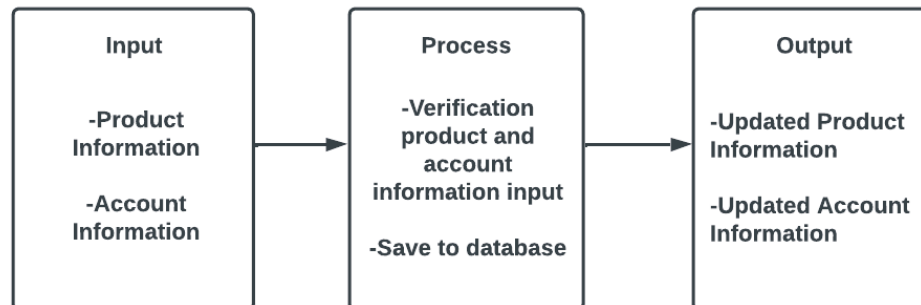 Input
-Product
Information
-Account
Information
Process
-Verification
product and
account
information input
-Save to database
Output
-Updated Product
Information
-Updated Account
Information